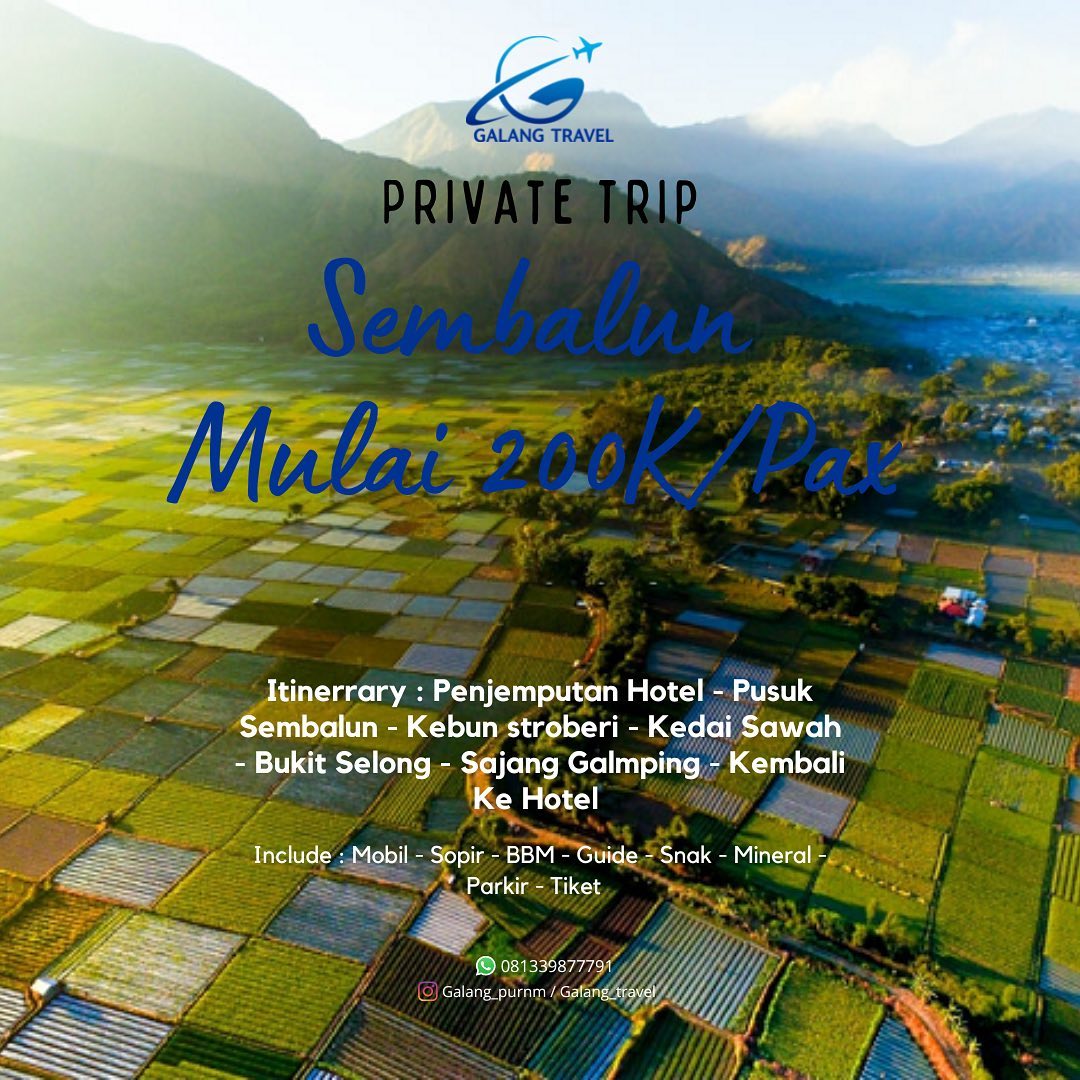 GALANG TRAVEL
PRIVATE TRIP
Sembalun
Mulai 200K/Pax
Itinerrary : Penjemputan Hotel - Pusuk
Sembalun - Kebun stroberi - Kedai Sawah
- Bukit Selong - Sajang Galmping - Kembali
Ke Hotel
Include : Mobil - Sopir - BBM - Guide - Snak - Mineral -
Parkir - Tiket
081339877791
Galang_purnm / Galang_travel